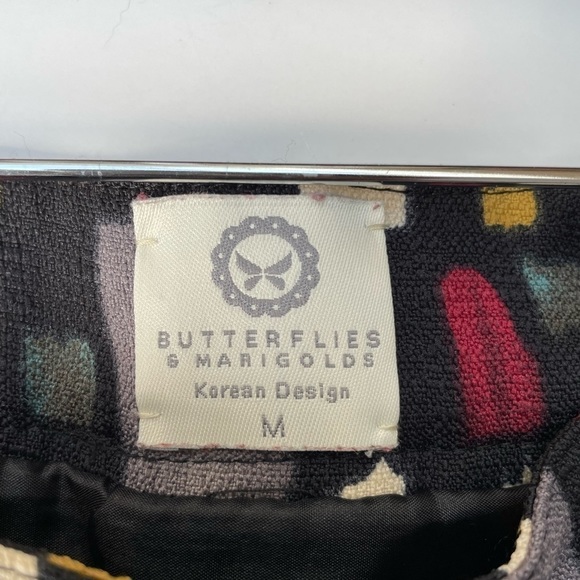 BUTTERFLIES
& MARIGOLDS
Korean Design
M